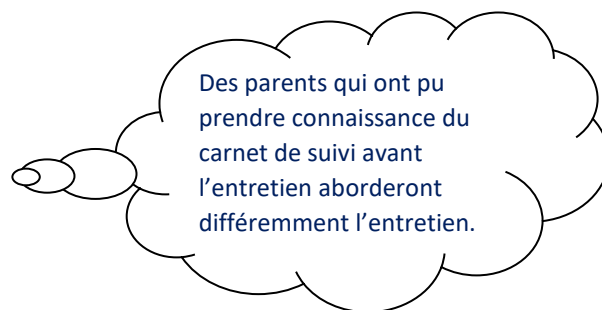 Des parents qui ont pu
prendre connaissance du
carnet de suivi avant
l’entretien aborderont
différemment l’entretien.